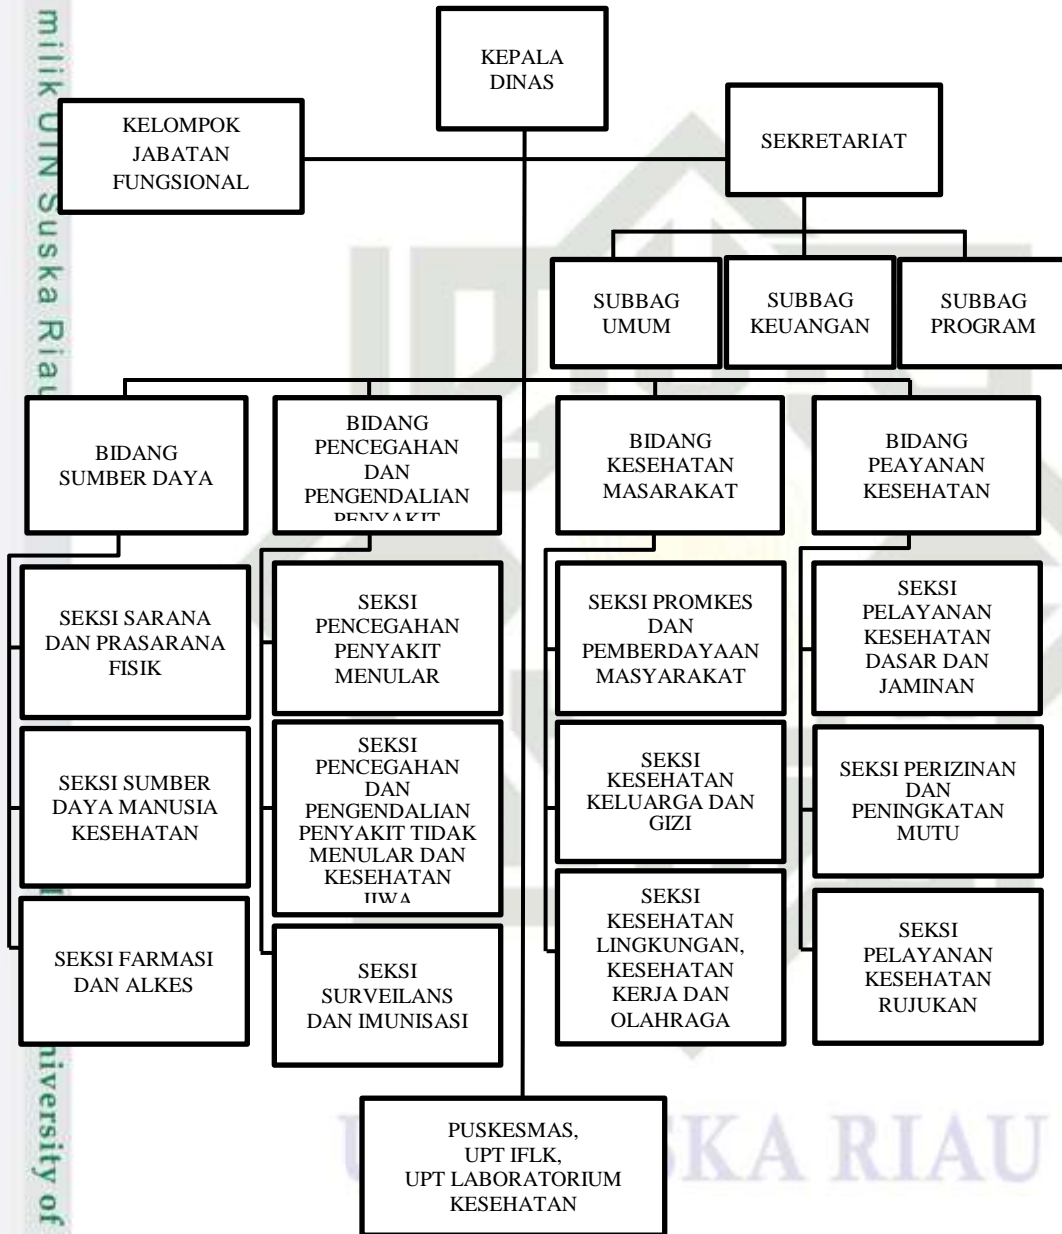 milik UIN Suska Riau
KEPALA
DINAS
KELOMPOK
JABATAN
FUNGSIONAL
SEKRETARIAT
SUBBAG
UMUM
SUBBAG
KEUANGAN
SUBBAG
PROGRAM
BIDANG
SUMBER DAYA
BIDANG
PENCEGAHAN
DAN
PENGENDALIAN
PENYAKIT
BIDANG
KESEHATAN
MASARAKAT
BIDANG
PEAYANAN
KESEHATAN
SEKSI SARANA
DAN PRASARANA
FISIK
SEKSI
PENCEGAHAN
PENYAKIT
MENULAR
SEKSI PROMKES
DAN
PEMBERDAYAAN
MASYARAKAT
SEKSI
PELAYANAN
KESEHATAN
DASAR DAN
JAMINAN
SEKSI SUMBER
DAYA MANUSIA
KESEHATAN
SEKSI
PENCEGAHAN
DAN
PENGENDALIAN
PENYAKIT TIDAK
MENULAR DAN
KESEHATAN
JIWA
SEKSI
KESEHATAN
KELUARGA DAN
GIZI
SEKSI PERIZINAN
DAN
PENINGKATAN
MUTU
SEKSI FARMASI
DAN ALKES
SEKSI
SURVEILANS
DAN IMUNISASI
SEKSI
KESEHATAN
LINGKUNGAN,
KESEHATAN
KERJA DAN
OLAHRAGA
SEKSI
PELAYANAN
KESEHATAN
RUJUKAN
PUSKESMAS,
UPT IFLK,
UPT LABORATORIUM
KESEHATAN
niversity of
U SKA RIAU